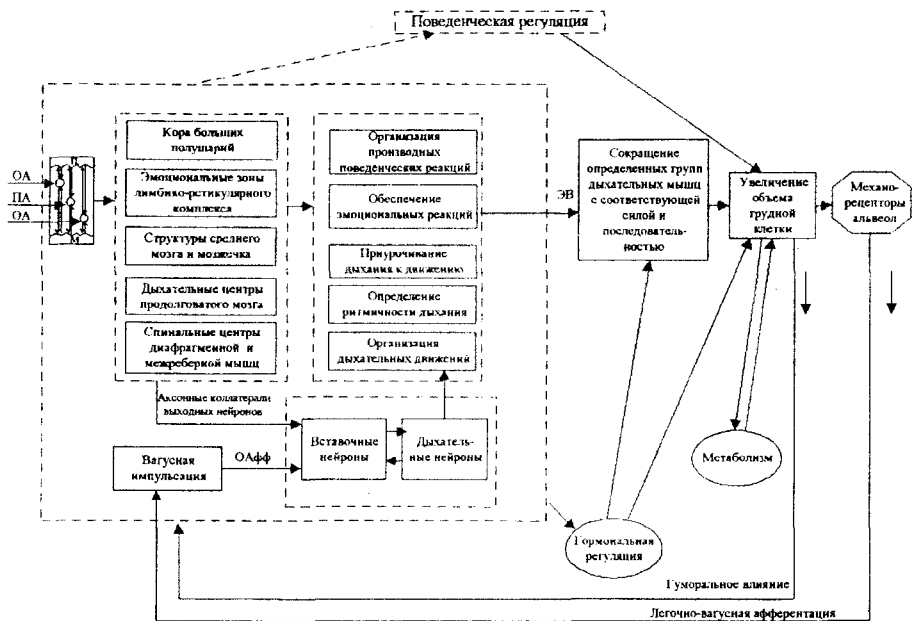 Поведенческая регуляция
ОА
ПА
ОА
П
М
Кора больших
полушарий
Эмоциональные зоны
лимбико-ретикулярного
комплекса
Структуры среднего
мозга и мозжечка
Дыхательные центры
продолговатого мозга
Спинальные центры
диафрагменной и
межреберной мышц
Организация
производных
поведенческих реакций
Обеспечение
эмоциональных реакций
Приурочивание
дыхания к движению
Определение
ритмичности дыхания
Организация
дыхательных движений
ЭВ
Сокращение
определенных групп
дыхательных мышц
с соответствующей
силой и
последователь-
ностью
Увеличение
объема
грудной
клетки
Механо-
рецепторы
альвеол
Аксонные коллатерали
выходных нейронов
Вагусная
импульсация
ОАфф
Вставочные
нейроны
Дыхатель-
ные нейроны
Метаболизм
Гормональная
регуляция
Гуморальное влияние
Легочно-вагусная афферентация